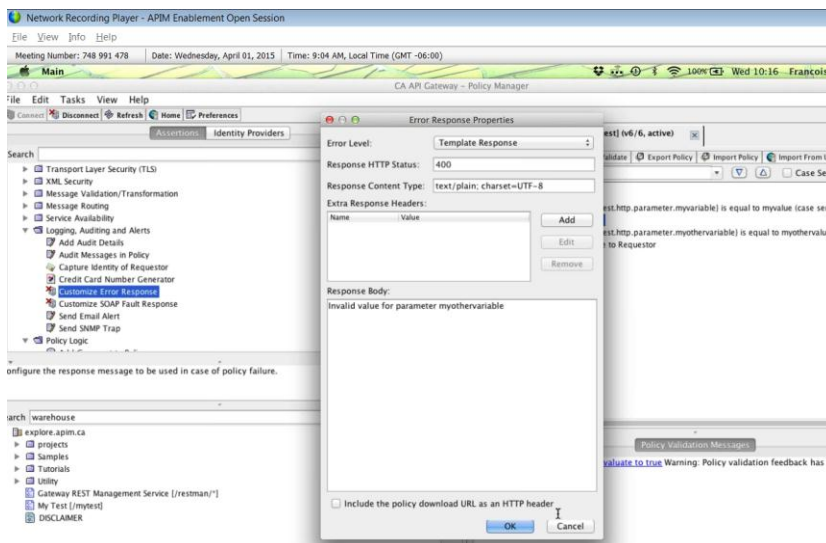 Network Recording Player - APIM Enablement Open Session
File View Info Help
Meeting Number: 748 991 478 Date: Wednesday, April 01, 2015 Time: 9:04 AM, Local Time (GMT -06:00)
Main 100% Wed 10:16 François
CA API Gateway - Policy Manager
File Edit Tasks View Help
Connect Disconnect Refresh Home Preferences
Assertions Identity Providers
Search
Transport Layer Security (TLS)
XML Security
Message Validation/Transformation
Message Routing
Service Availability
Logging, Auditing and Alerts
Add Audit Details
Audit Messages in Policy
Capture Identity of Requestor
Credit Card Number Generator
Customize Error Response
Customize SOAP Fault Response
Send Email Alert
Send SNMP Trap
Policy Logic
onfigure the response message to be used in case of policy failure.
earch warehouse
explore.apim.ca
projects
Samples
Tutorials
Utility
Gateway REST Management Service [/restman/*]
My Test [/mytest]
DISCLAIMER
Error Response Properties
Error Level: Template Response
Response HTTP Status: 400
Response Content Type: text/plain; charset=UTF-8
Extra Response Headers:
Name Value
Add
Edit
Remove
Response Body:
Invalid value for parameter myothervariable
Include the policy download URL as an HTTP header
OK Cancel
est] (v6/6, active)
alidate Export Policy Import Policy Import From U
Case Se
est.http.parameter.myvariable) is equal to myvalue (case se
est.http.parameter.myothervariable) is equal to myothervalu
e to Requestor
Policy Validation Messages
valuate to true Warning: Policy validation feedback has